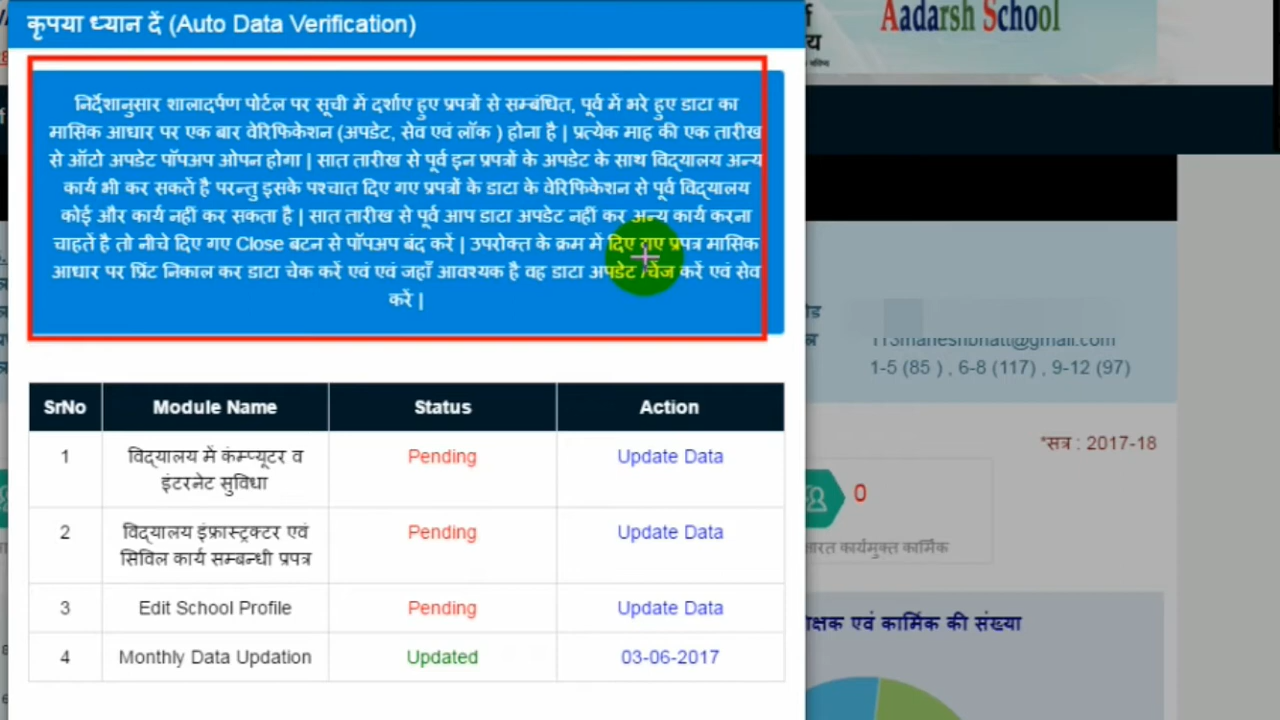 कृपया ध्यान दें (Auto Data Verification)
Aadarsh School
निर्देशानुसार शालादर्पण पोर्टल पर सूची में दर्शाए हुए प्रपत्रों से सम्बंधित, पूर्व में भरे हुए डाटा का
मासिक आधार पर एक बार वेरिफिकेशन (अपडेट, सेव एवं लॉक ) होना है | प्रत्येक माह की एक तारीख
से ऑटो अपडेट पॉपअप ओपन होगा | सात तारीख से पूर्व इन प्रपत्रों के अपडेट के साथ विद्यालय अन्य
कार्य भी कर सकतें है परन्तु इसके पश्चात दिए गए प्रपत्रों के डाटा के वेरिफिकेशन से पूर्व विद्यालय
कोई और कार्य नहीं कर सकता है | सात तारीख से पूर्व आप डाटा अपडेट नहीं कर अन्य कार्य करना
चाहतें है तो नीचे दिए गए Close बटन से पॉपअप बंद करें | उपरोक्त के क्रम में दिए गए प्रपत्र मासिक
आधार पर प्रिंट निकाल कर डाटा चेक करें एवं एवं जहाँ आवश्यक है वह डाटा अपडेट /चेंज करें एवं सेव
करें |
113maheshbhatt@gmail.com
1-5 (85 ) , 6-8 (117) , 9-12 (97)
*सत्र : 2017-18
SrNo Module Name Status Action
1 विद्यालय में कंम्प्यूटर व Pending Update Data
इंटरनेट सुविधा
0
2 विद्यालय इंफ्रास्ट्रक्टर एवं Pending Update Data
सिविल कार्य सम्बन्धी प्रपत्र
कार्यमुक्त कार्मिक
3 Edit School Profile Pending Update Data
एवं कार्मिक की संख्या
4 Monthly Data Updation Updated 03-06-2017